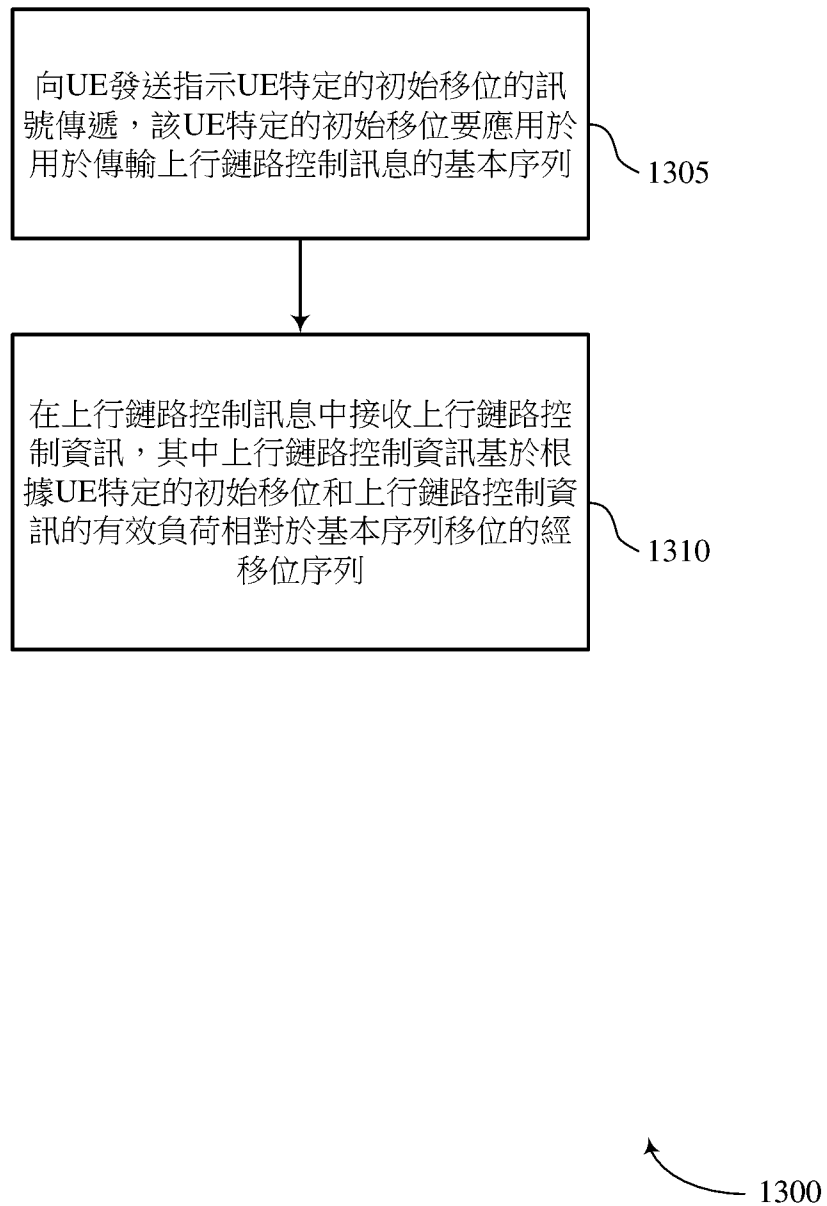 向UE發送指示UE特定的初始移位的訊
號傳遞，該UE特定的初始移位要應用於
用於傳輸上行鏈路控制訊息的基本序列
1305
在上行鏈路控制訊息中接收上行鏈路控
制資訊，其中上行鏈路控制資訊基於根
據UE特定的初始移位和上行鏈路控制資
訊的有效負荷相對於基本序列移位的經
移位序列
1310
1300